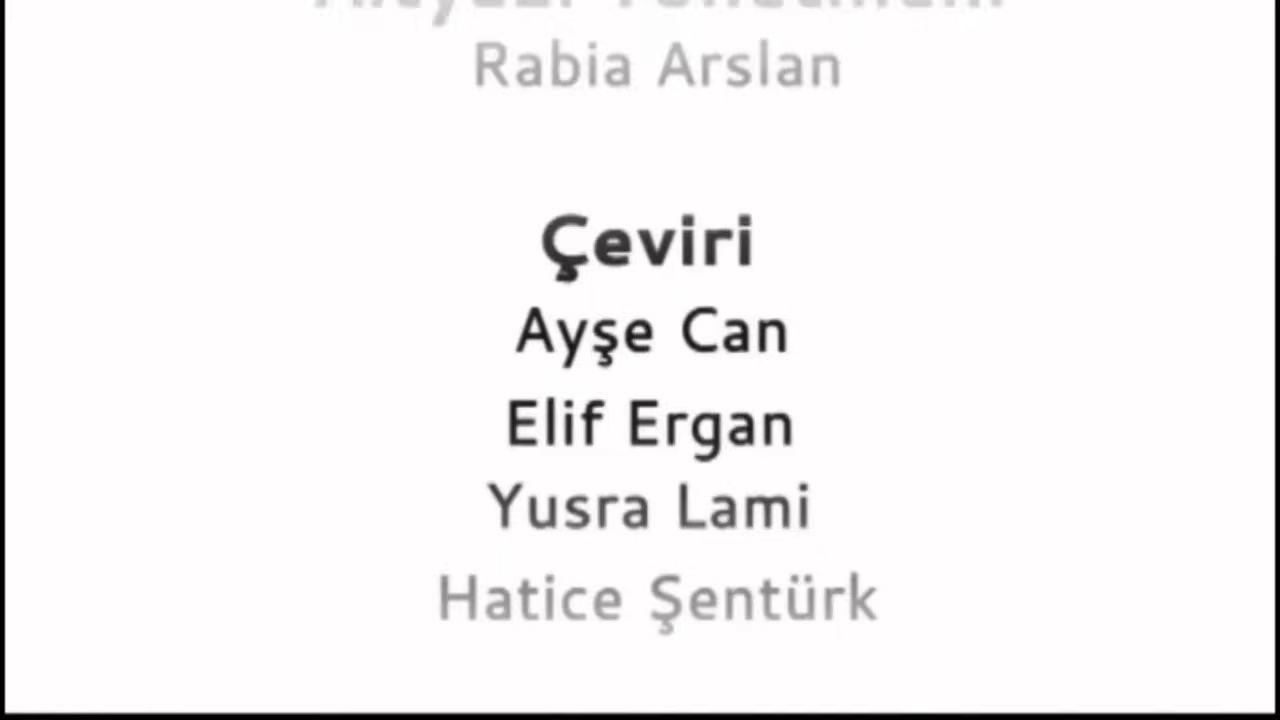 Rabia Arslan
Çeviri
Ayşe Can
Elif Ergan
Yusra Lami
Hatice Şentürk